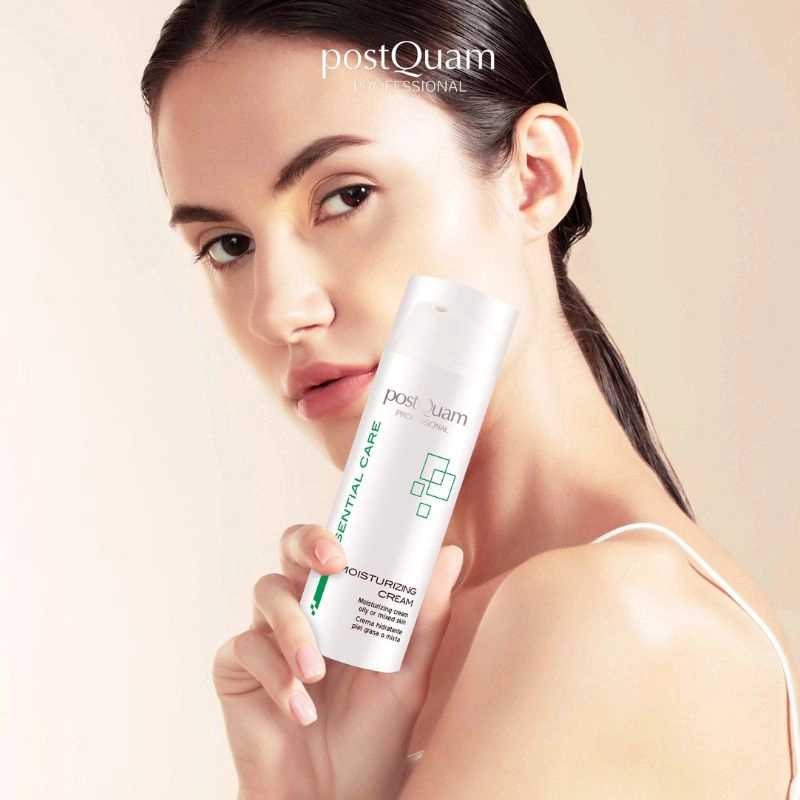 postQuam
PROFESSIONAL
postQuam
PROFESSIONAL
SENTIAL CARE
MOISTURIZING
CREAM
Moisturizing cream
oily or mixed skin
Crema hidratante
piel grasa o mixta